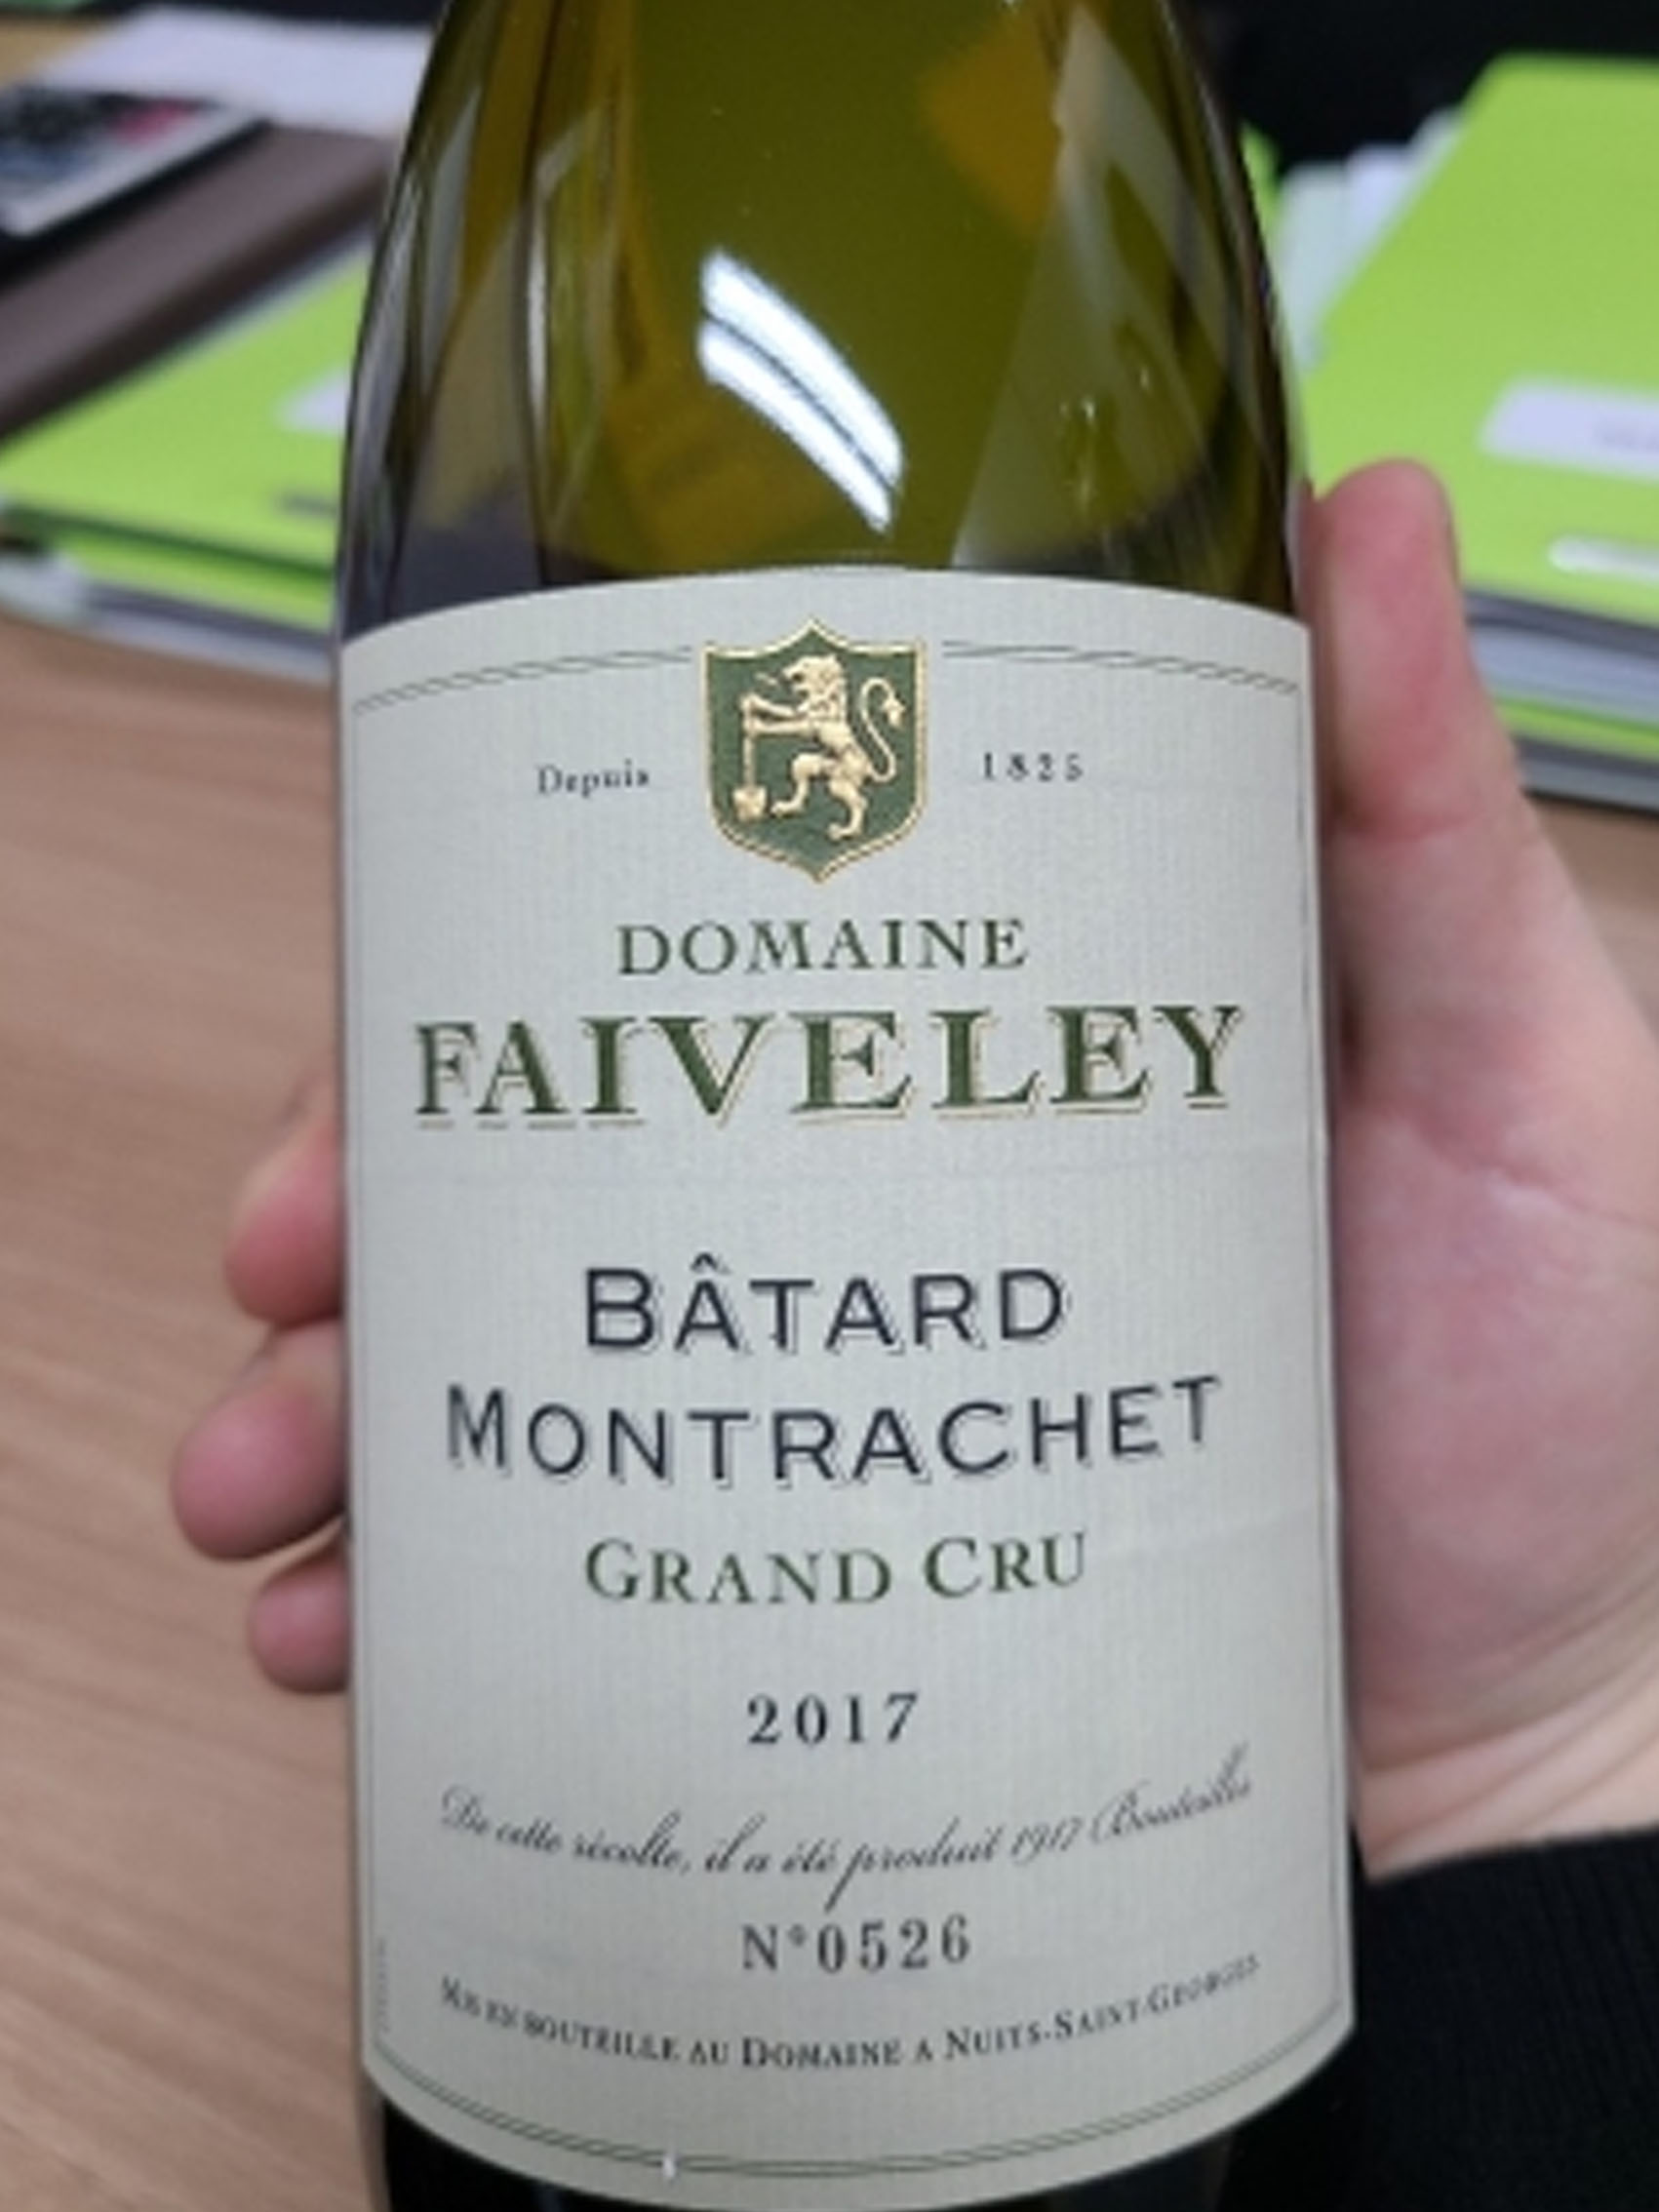 Depuis 1825
DOMAINE
FAIVELEY
BÂTARD
MONTRACHET
GRAND CRU
2017
De cette récolte, il a été produit 1917 Bouteilles
N°0526
MIS EN BOUTEILLE AU DOMAINE A NUITS-SAINT-GEORGES